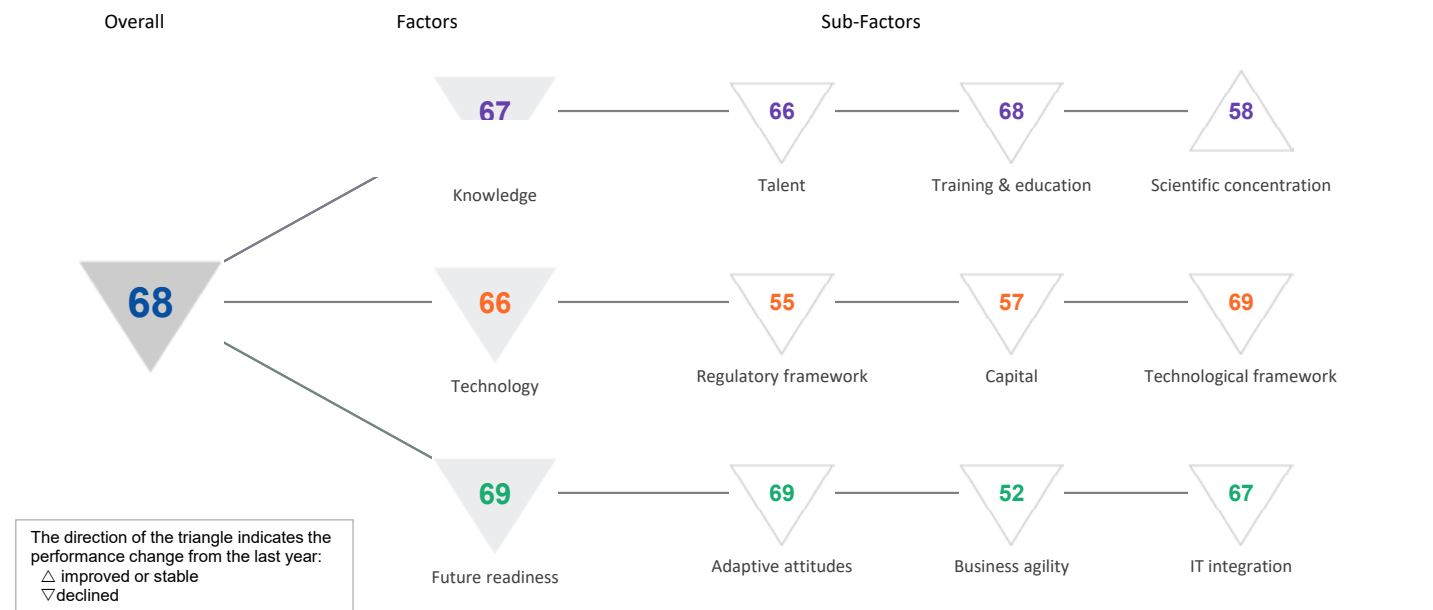 Overall Factors Sub-Factors
67 66 68 58
Knowledge Talent Training & education Scientific concentration
68 66 55 57 69
Technology Regulatory framework Capital Technological framework
69 69 52 67
Future readiness Adaptive attitudes Business agility IT integration
The direction of the triangle indicates the
performance change from the last year:
△ improved or stable
▽declined